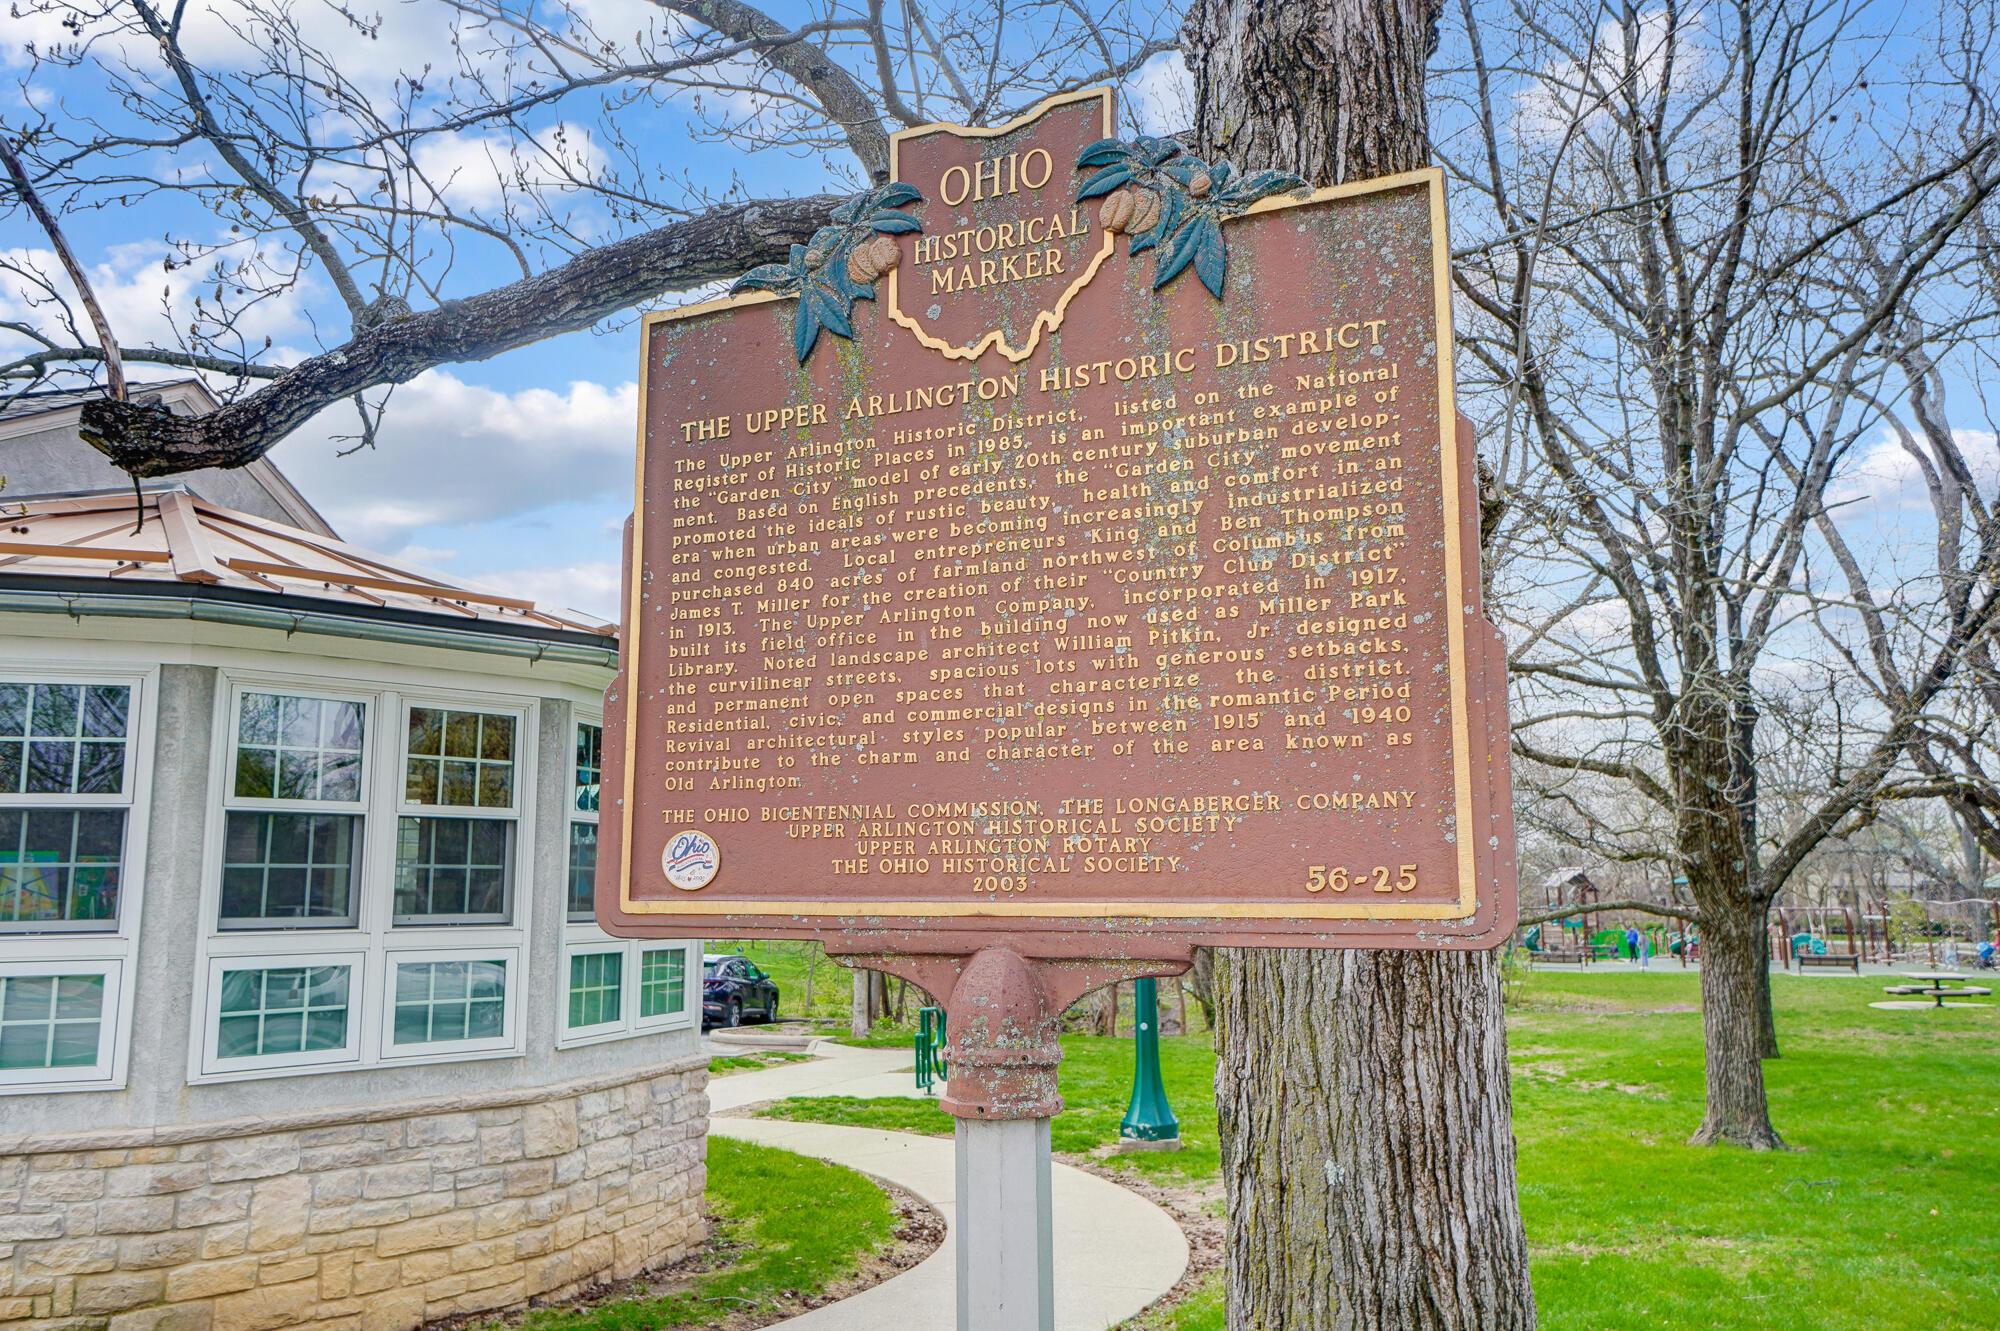 OHIO
HISTORICAL
MARKER
THE UPPER ARLINGTON HISTORIC DISTRICT
The Upper Arlington Historic District, listed on the National
Register of Historic Places in 1985, is an important example of
the "Garden City" model of early 20th century suburban develop-
ment. Based on English precedents, the "Garden City" movement
promoted the ideals of rustic beauty, health and comfort in an
era when urban areas were becoming increasingly industrialized
and congested. Local entrepreneurs King and Ben Thompson
purchased 840 acres of farmland northwest of Columbus from
James T. Miller for the creation of their "Country Club District"
in 1913. The Upper Arlington Company, incorporated in 1917,
built its field office in the building now used as Miller Park
Library. Noted landscape architect William Pitkin, Jr. designed
the curvilinear streets, spacious lots with generous setbacks,
and permanent open spaces that characterize the district.
Residential, civic, and commercial designs in the romantic Period
Revival architectural styles popular between 1915 and 1940
contribute to the charm and character of the area known as
Old Arlington.
THE OHIO BICENTENNIAL COMMISSION, THE LONGABERGER COMPANY
UPPER ARLINGTON HISTORICAL SOCIETY
UPPER ARLINGTON ROTARY
THE OHIO HISTORICAL SOCIETY
2003
56-25
Ohio